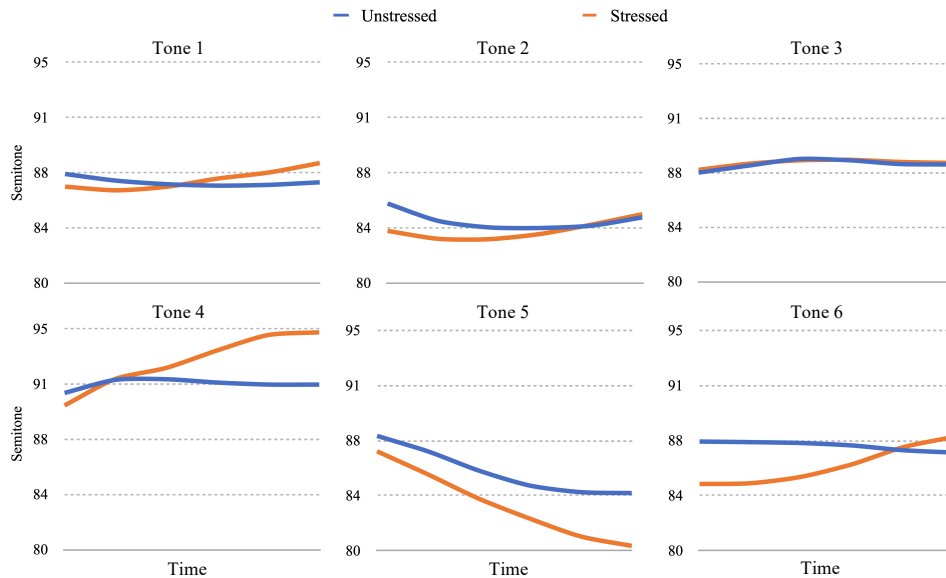 Unstressed Stressed
Tone 1 Tone 2 Tone 3
95 95 95
91 91 91
88 88 88
84 84 84
80 80 80
Semitone
Tone 4 Tone 5 Tone 6
95 95 95
91 91 91
88 88 88
84 84 84
80 80 80
Semitone
Time Time Time